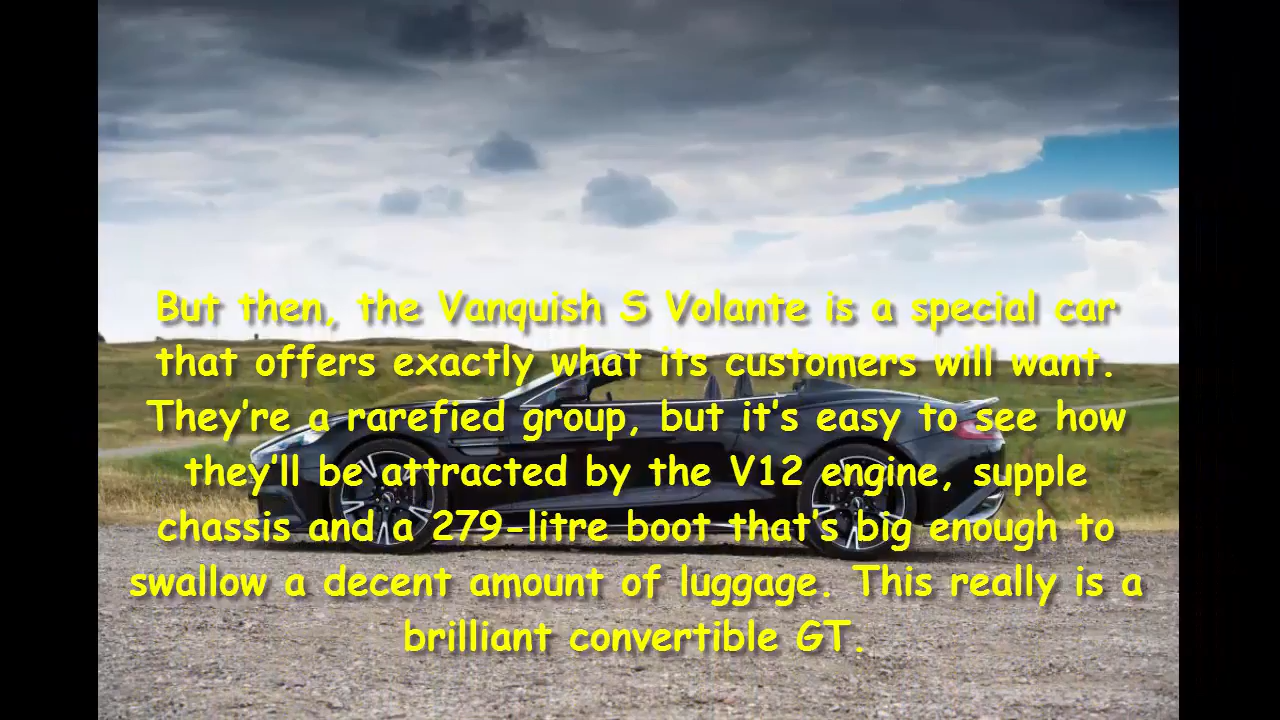 But then, the Vanquish S Volante is a special car
that offers exactly what its customers will want.
They’re a rarefied group, but it’s easy to see how
they’ll be attracted by the V12 engine, supple
chassis and a 279-litre boot that’s big enough to
swallow a decent amount of luggage. This really is a
brilliant convertible GT.